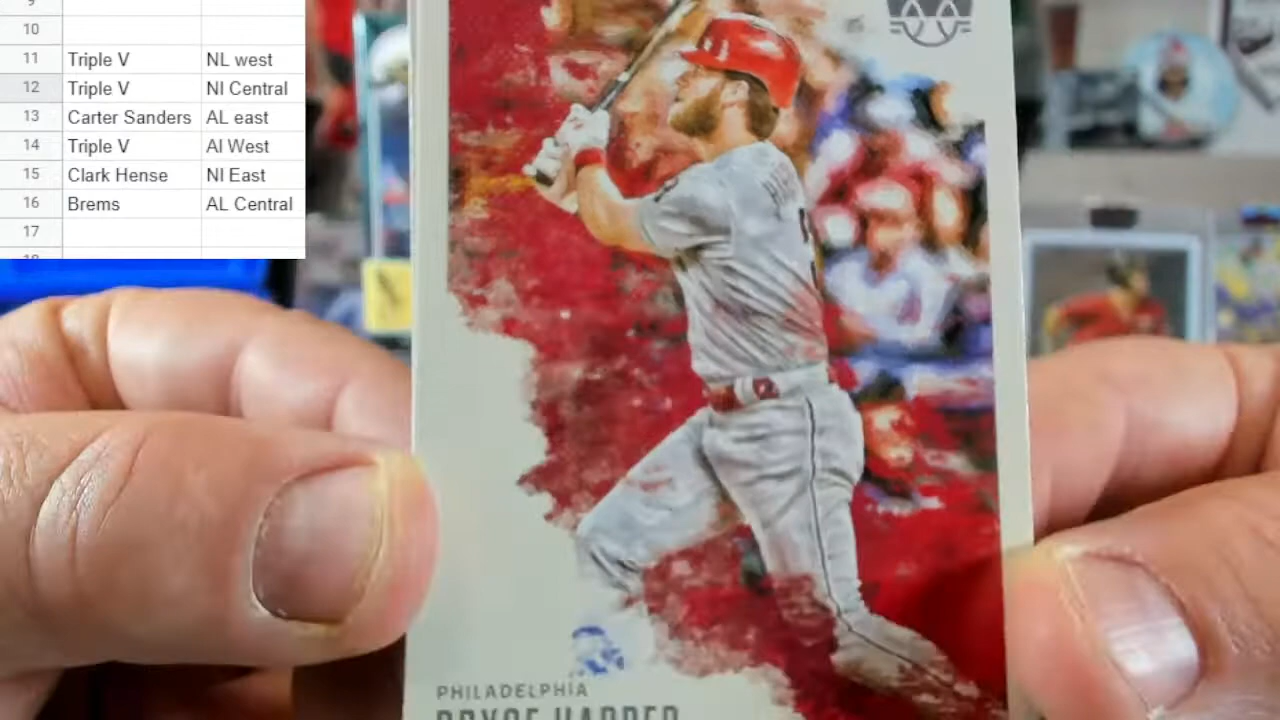 10
11 Triple V NL west
12 Triple V Nl Central
13 Carter Sanders AL east
14 Triple V Al West
15 Clark Hense Nl East
16 Brems AL Central
17
PHILADELPHIA
BRYCE HARPER